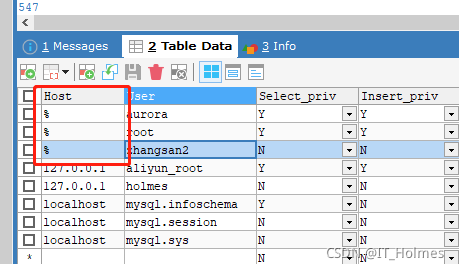 547
1 Messages 2 Table Data 3 Info
Host User Select_priv Insert_priv
% aurora Y Y
% root Y Y
% zhangsan2 N N
127.0.0.1 aliyun_root Y Y
127.0.0.1 holmes N N
localhost mysql.infoschema Y N
localhost mysql.session N N
localhost mysql.sys N N
* N N
CSDN @IT_Holmes